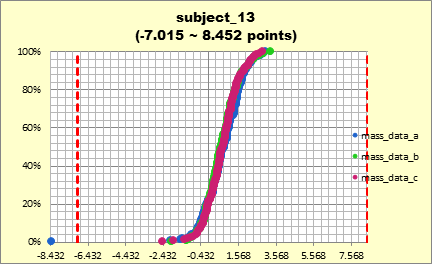 subject_13
(-7.015 ~ 8.452 points)
100%
80%
60%
40%
20%
0%
mass_data_a
mass_data_b
mass_data_c
-8.432 -6.432 -4.432 -2.432 -0.432 1.568 3.568 5.568 7.568